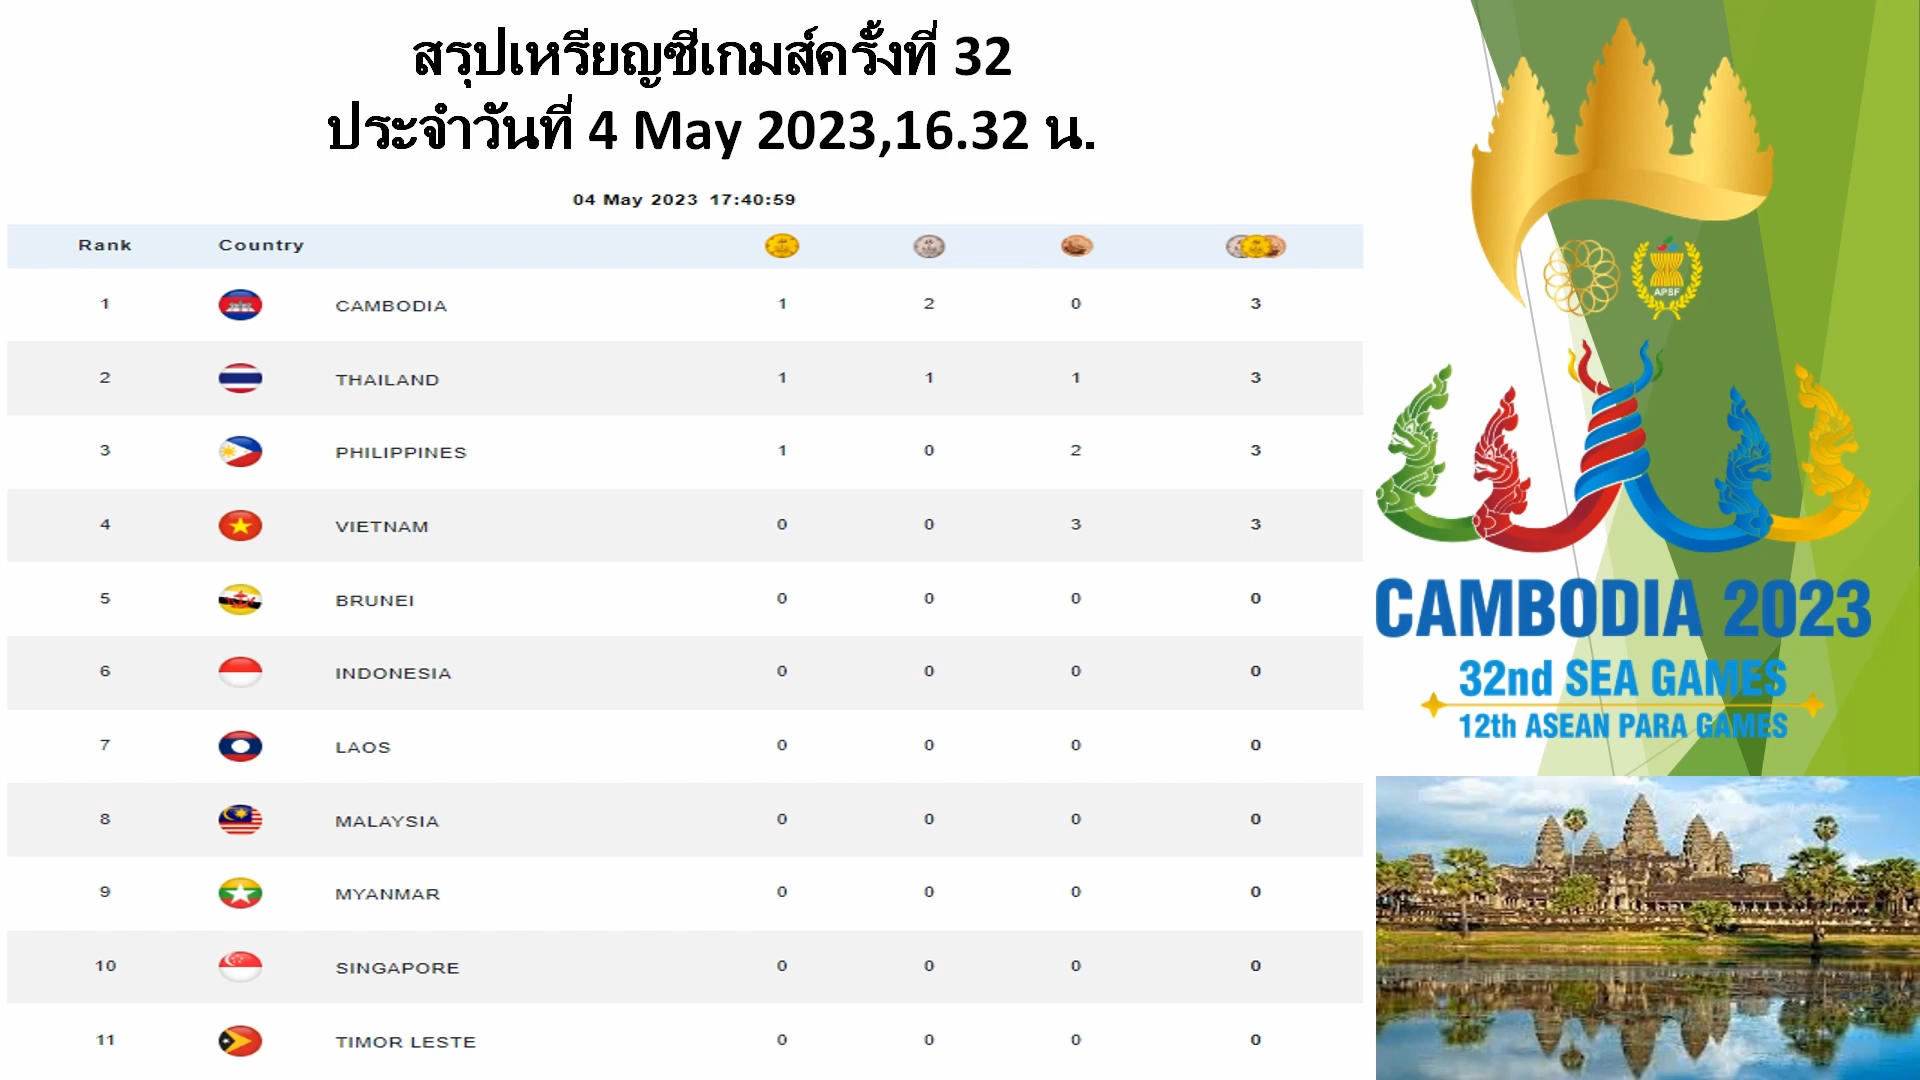 สรุปเหรียญซีเกมส์ครั้งที่ 32
ประจำวันที่ 4 May 2023,16.32 น.
04 May 2023 17:40:59
Rank Country
1 CAMBODIA 1 2 0 3
2 THAILAND 1 1 1 3
3 PHILIPPINES 1 0 2 3
4 VIETNAM 0 0 3 3
5 BRUNEI 0 0 0 0
6 INDONESIA 0 0 0 0
7 LAOS 0 0 0 0
8 MALAYSIA 0 0 0 0
9 MYANMAR 0 0 0 0
10 SINGAPORE 0 0 0 0
11 TIMOR LESTE 0 0 0 0
APSF
CAMBODIA 2023
32nd SEA GAMES
12th ASEAN PARA GAMES